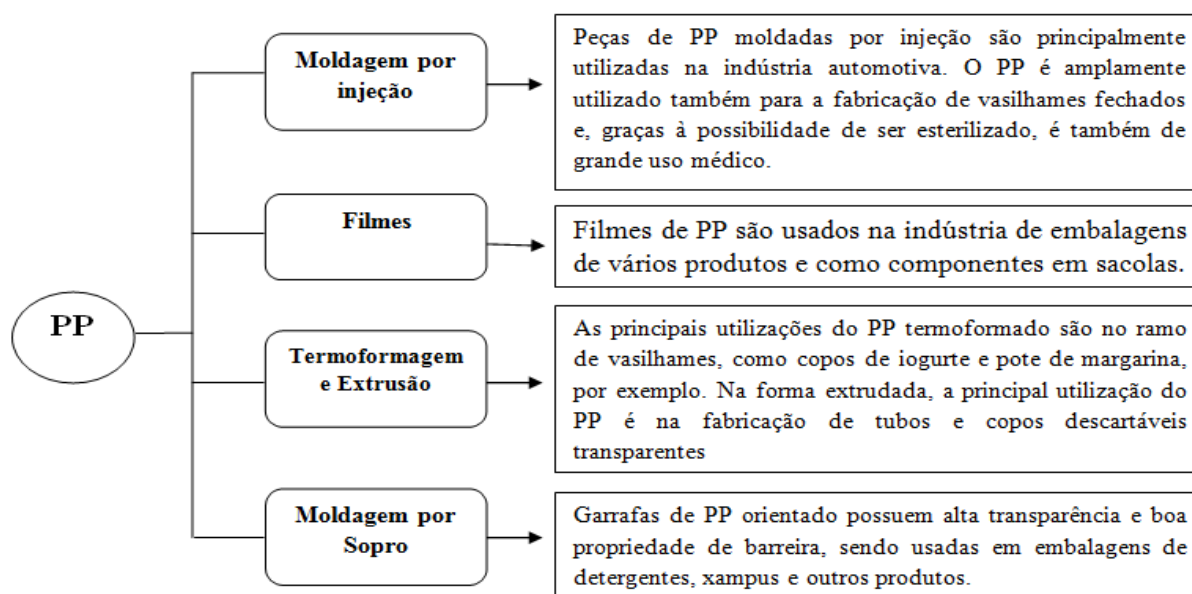 PP
Moldagem por
injeção
Peças de PP moldadas por injeção são principalmente
utilizadas na indústria automotiva. O PP é amplamente
utilizado também para a fabricação de vasilhames fechados
e, graças à possibilidade de ser esterilizado, é também de
grande uso médico.
Filmes
Filmes de PP são usados na indústria de embalagens
de vários produtos e como componentes em sacolas.
Termoformagem
e Extrusão
As principais utilizações do PP termoformado são no ramo
de vasilhames, como copos de iogurte e pote de margarina,
por exemplo. Na forma extrudada, a principal utilização do
PP é na fabricação de tubos e copos descartáveis
transparentes
Moldagem por
Sopro
Garrafas de PP orientado possuem alta transparência e boa
propriedade de barreira, sendo usadas em embalagens de
detergentes, xampus e outros produtos.